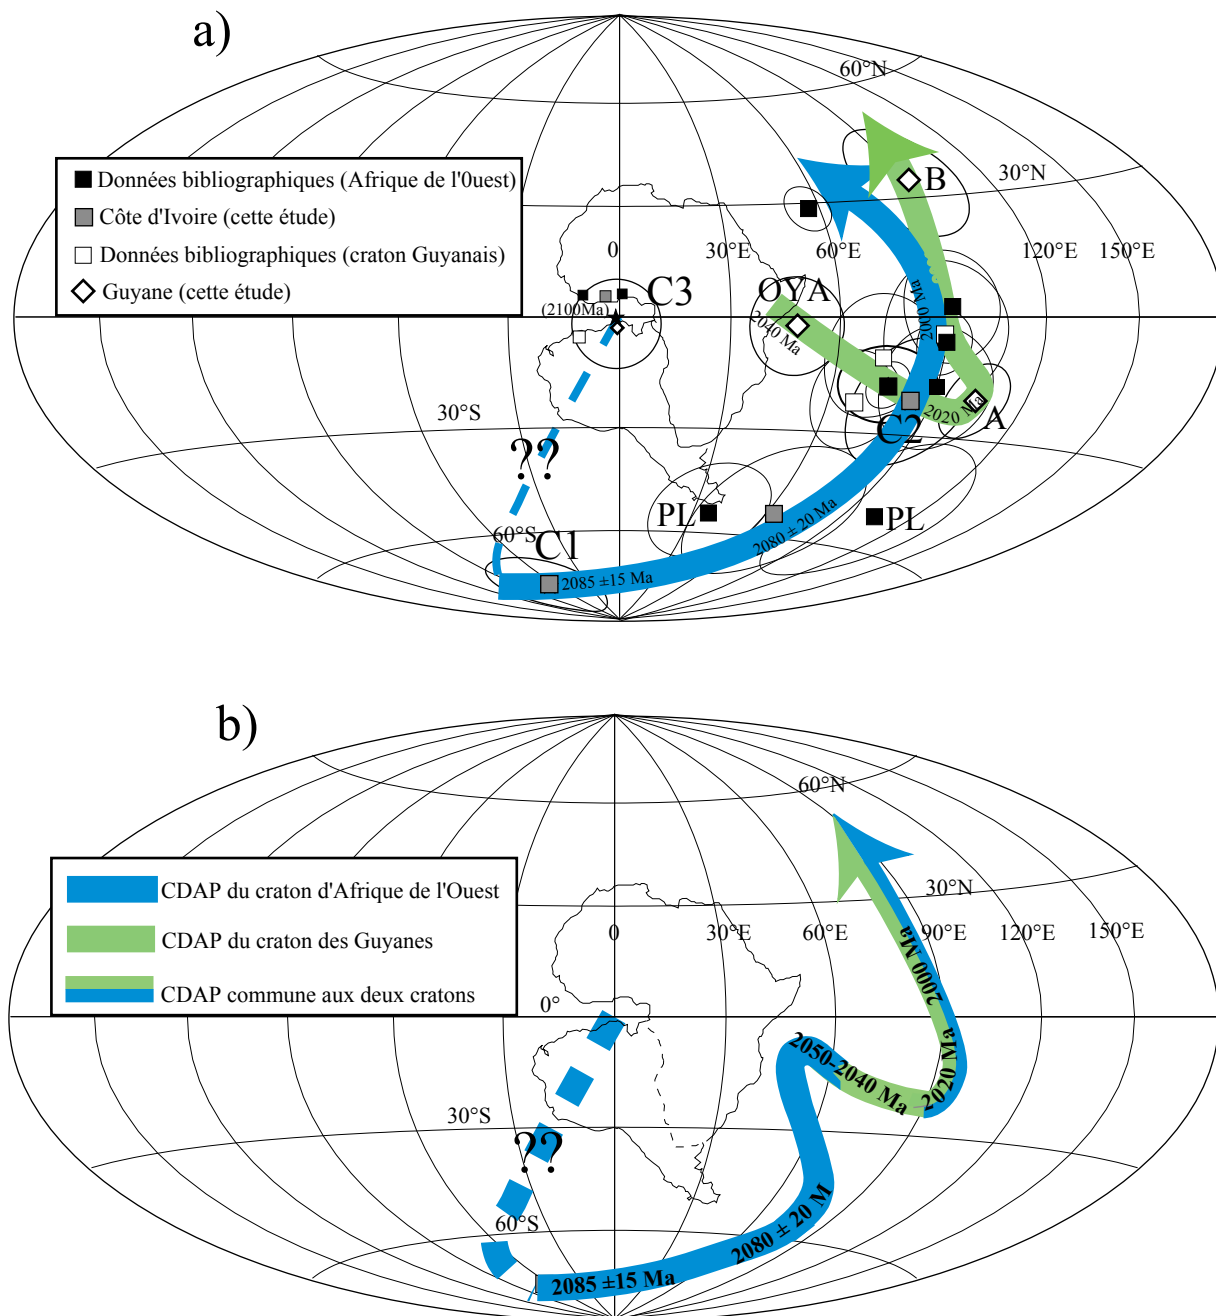 a)
60°N
Données bibliographiques (Afrique de l'0uest)
Côte d'Ivoire (cette étude)
Données bibliographiques (craton Guyanais)
Guyane (cette étude)
B
30°N
0
30°E
60°E
120°E
150°E
C3
(2100Ma)
OYA
2040 Ma
2000 Ma
2020 Ma
A
C2
30°S
??
PL
PL
2080 ± 20 Ma
60°S
C1
2085 ±15 Ma
b)
60°N
CDAP du craton d'Afrique de l'Ouest
CDAP du craton des Guyanes
CDAP commune aux deux cratons
30°N
0
30°E
60°E
90°E
120°E
150°E
0°
2000 Ma
2050-2040 Ma
2020 Ma
30°S
??
60°S
2080 ± 20 M
2085 ±15 Ma